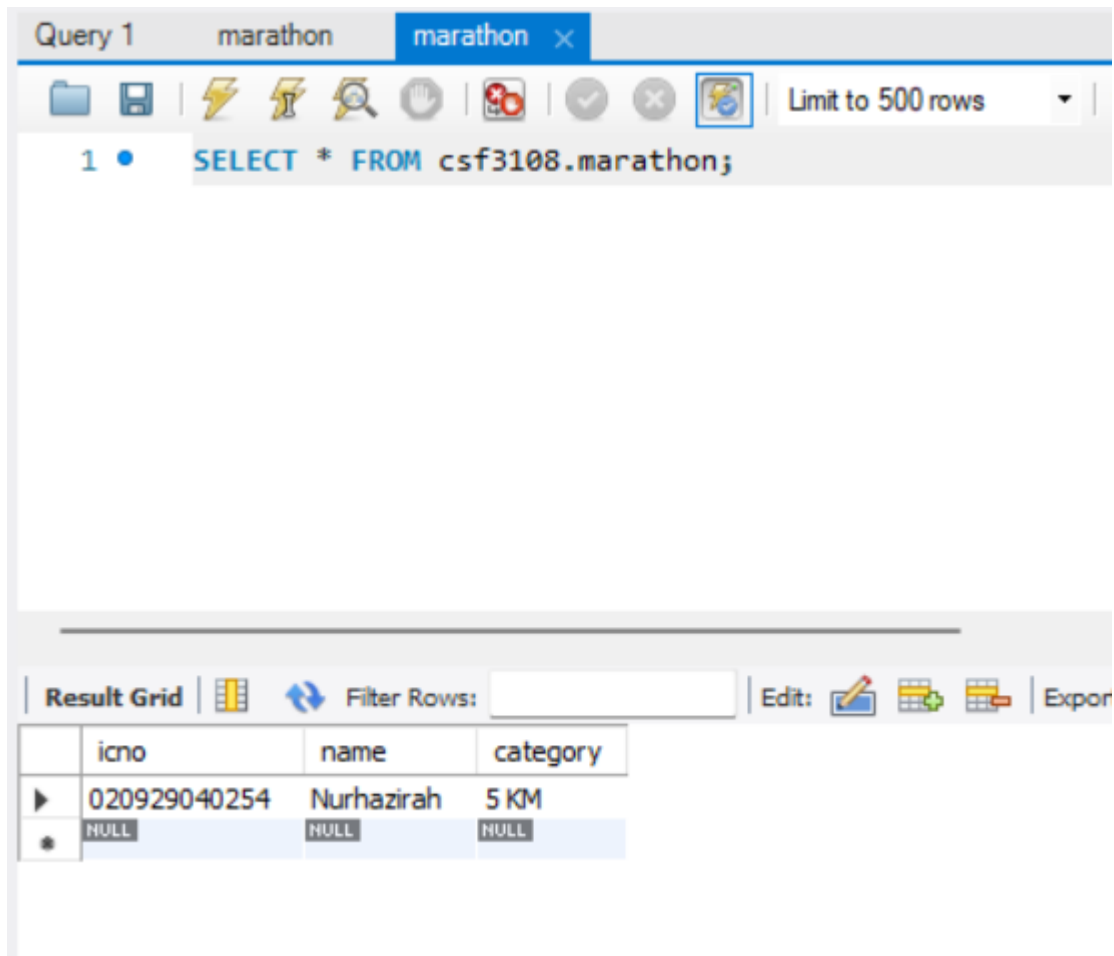 Query 1 marathon marathon
Limit to 500 rows
1 SELECT * FROM csf3108.marathon;
Result Grid Filter Rows: Edit: Export
icno name category
020929040254 Nurhazirah 5 KM
NULL NULL NULL